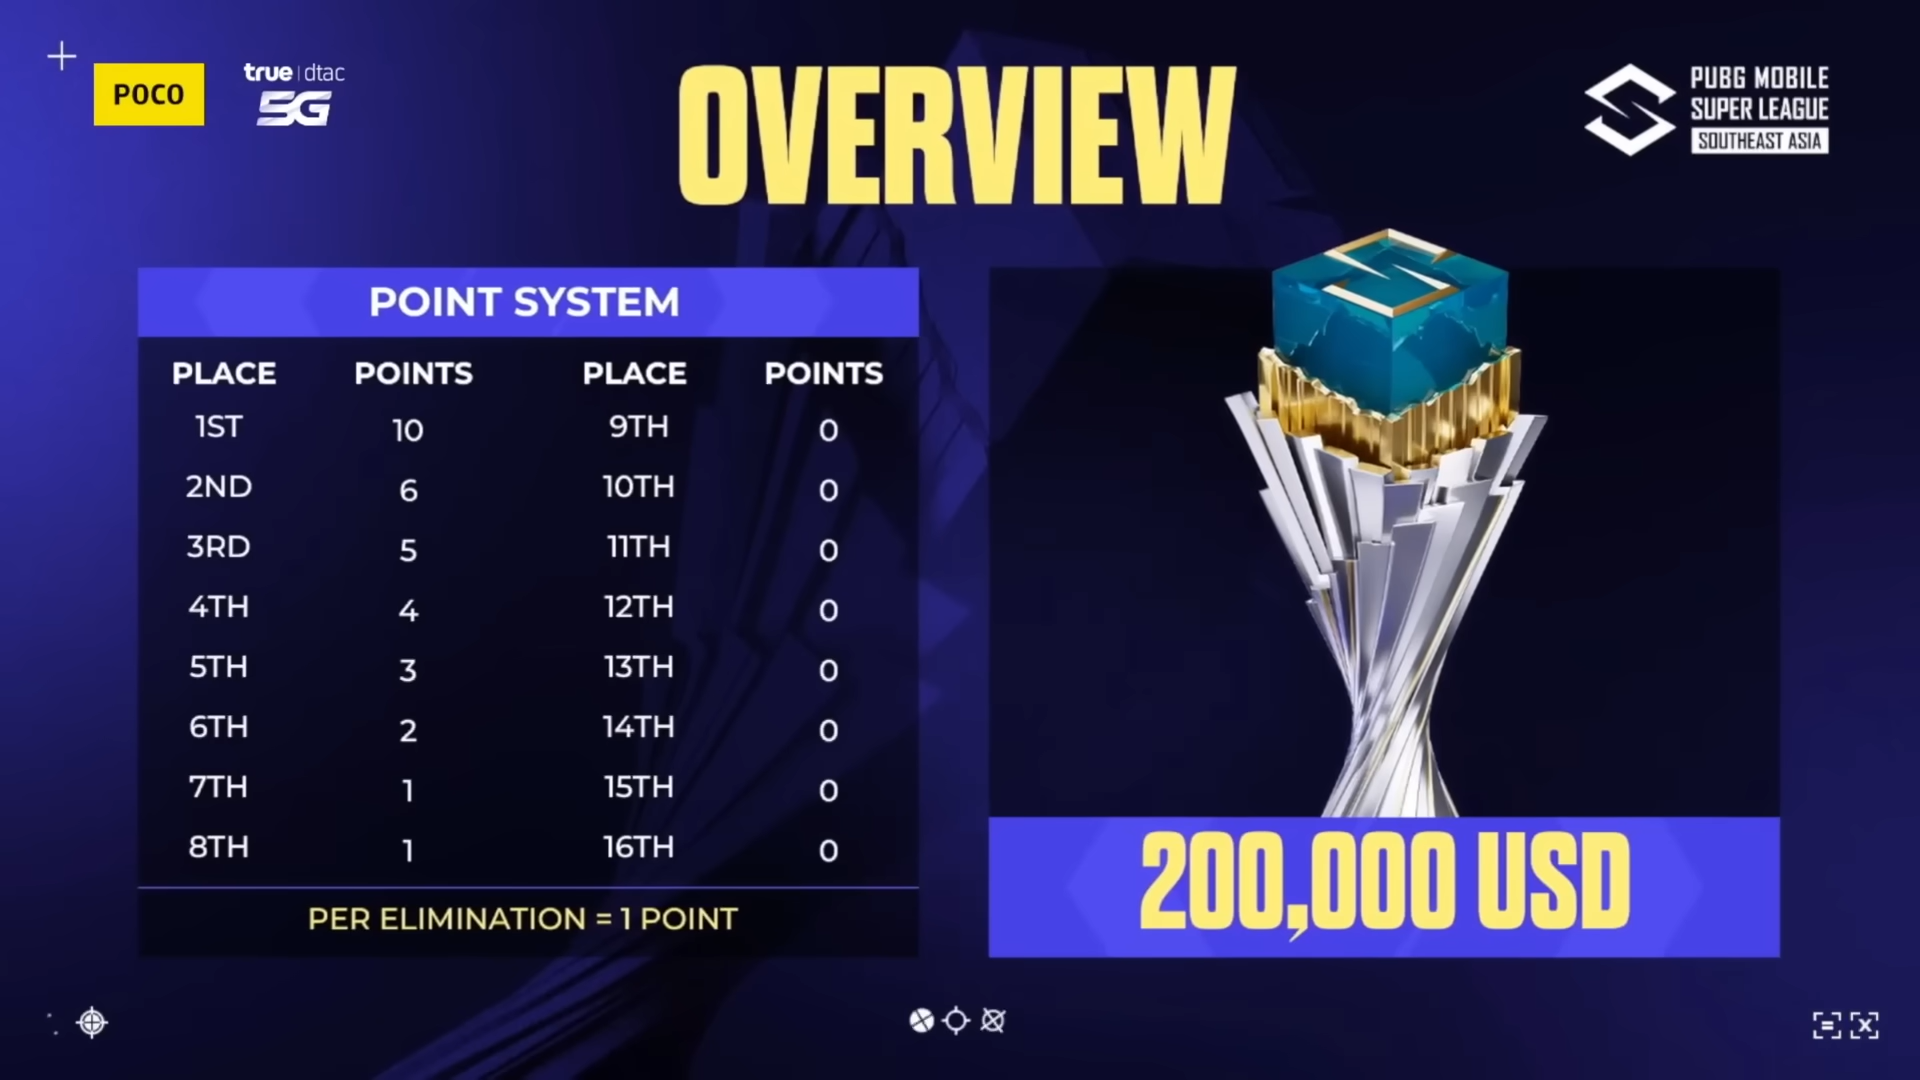 POCO
true | dtac
5G
OVERVIEW
PUBG MOBILE
SUPER LEAGUE
SOUTHEAST ASIA
POINT SYSTEM
PLACE POINTS PLACE POINTS
1ST 10 9TH 0
2ND 6 10TH 0
3RD 5 11TH 0
4TH 4 12TH 0
5TH 3 13TH 0
6TH 2 14TH 0
7TH 1 15TH 0
8TH 1 16TH 0
PER ELIMINATION = 1 POINT
200,000 USD